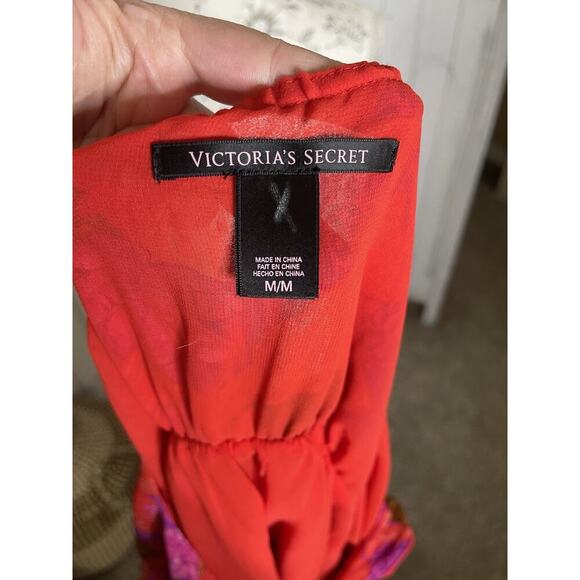 VICTORIA'S SECRET
MADE IN CHINA
FAIT EN CHINE
HECHO EN CHINA
M/M